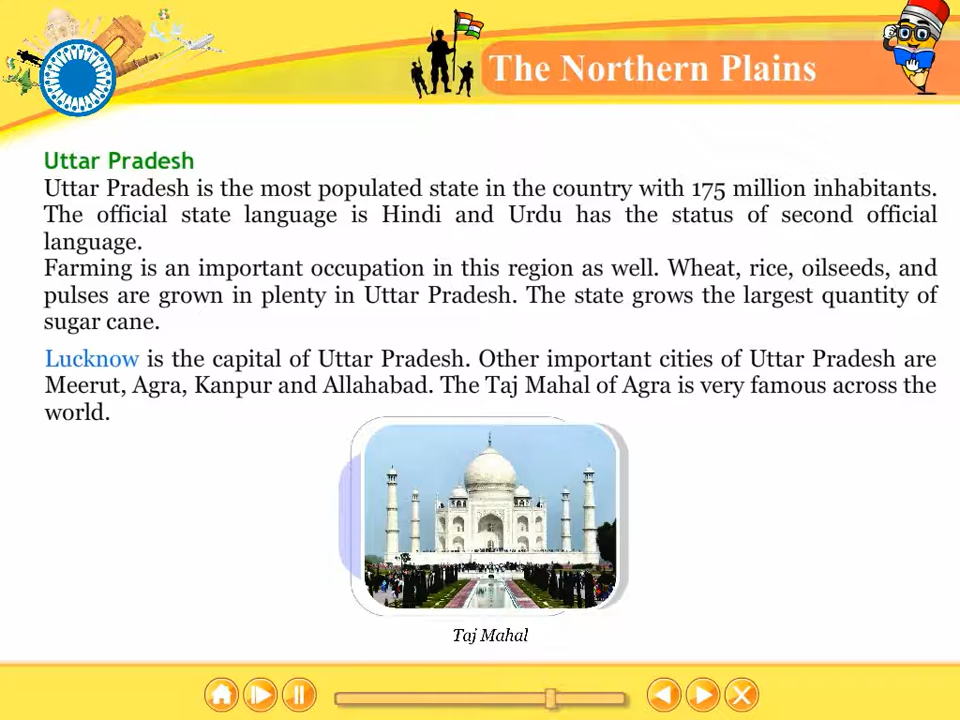 The Northern Plains
Uttar Pradesh
Uttar Pradesh is the most populated state in the country with 175 million inhabitants.
The official state language is Hindi and Urdu has the status of second official
language.
Farming is an important occupation in this region as well. Wheat, rice, oilseeds, and
pulses are grown in plenty in Uttar Pradesh. The state grows the largest quantity of
sugar cane.
Lucknow is the capital of Uttar Pradesh. Other important cities of Uttar Pradesh are
Meerut, Agra, Kanpur and Allahabad. The Taj Mahal of Agra is very famous across the
world.
Taj Mahal